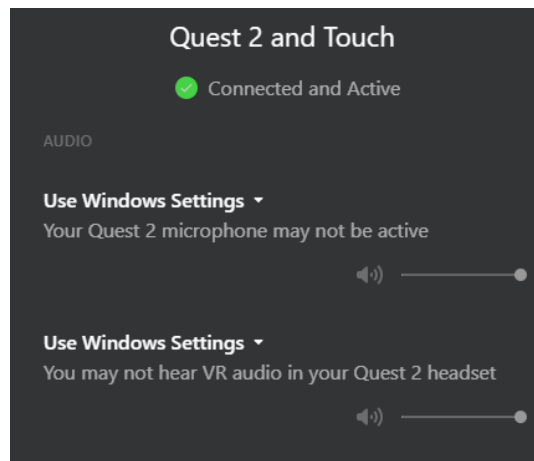 Quest 2 and Touch
Connected and Active
AUDIO
Use Windows Settings
Your Quest 2 microphone may not be active
Use Windows Settings
You may not hear VR audio in your Quest 2 headset